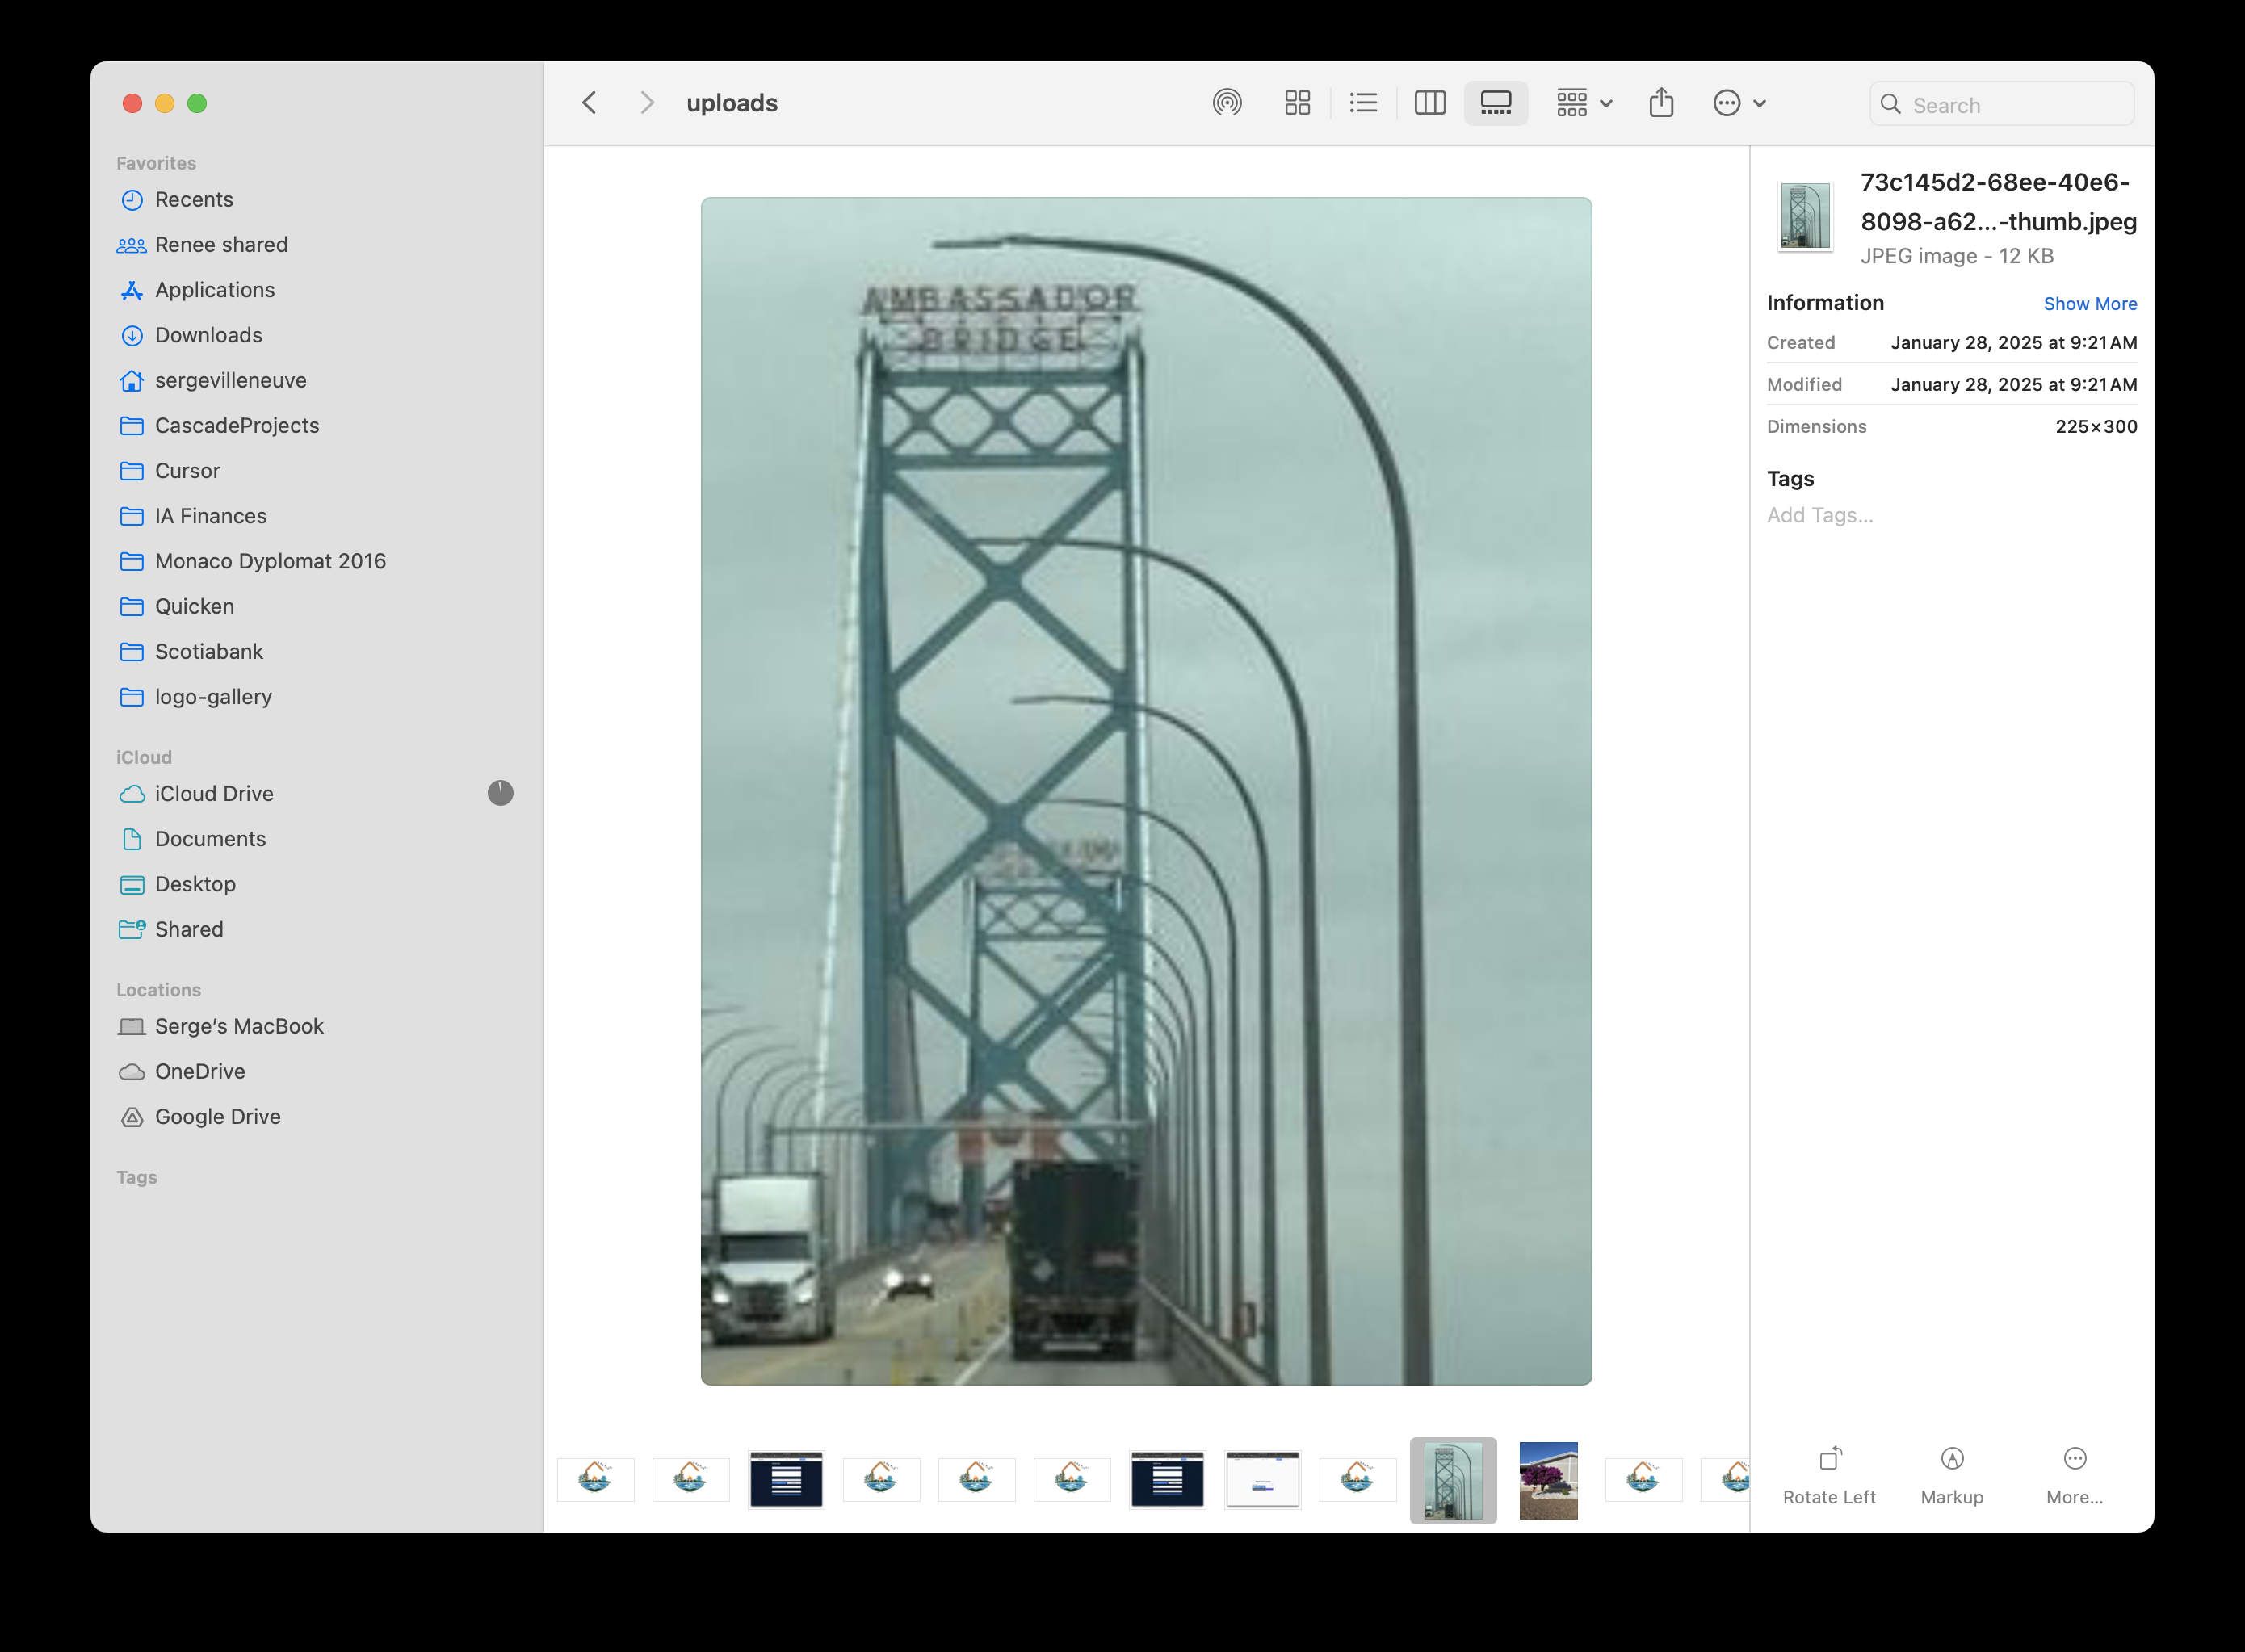 uploads
Search
Favorites
Recents
Renee shared
Applications
Downloads
sergevilleneuve
CascadeProjects
Cursor
IA Finances
Monaco Dyplomat 2016
Quicken
Scotiabank
logo-gallery
iCloud
iCloud Drive
Documents
Desktop
Shared
Locations
Serge’s MacBook
OneDrive
Google Drive
Tags
AMBASSADOR
BRIDGE
73c145d2-68ee-40e6-
8098-a62...-thumb.jpeg
JPEG image - 12 KB
Information Show More
Created January 28, 2025 at 9:21 AM
Modified January 28, 2025 at 9:21 AM
Dimensions 225×300
Tags
Add Tags...
Rotate Left Markup More...